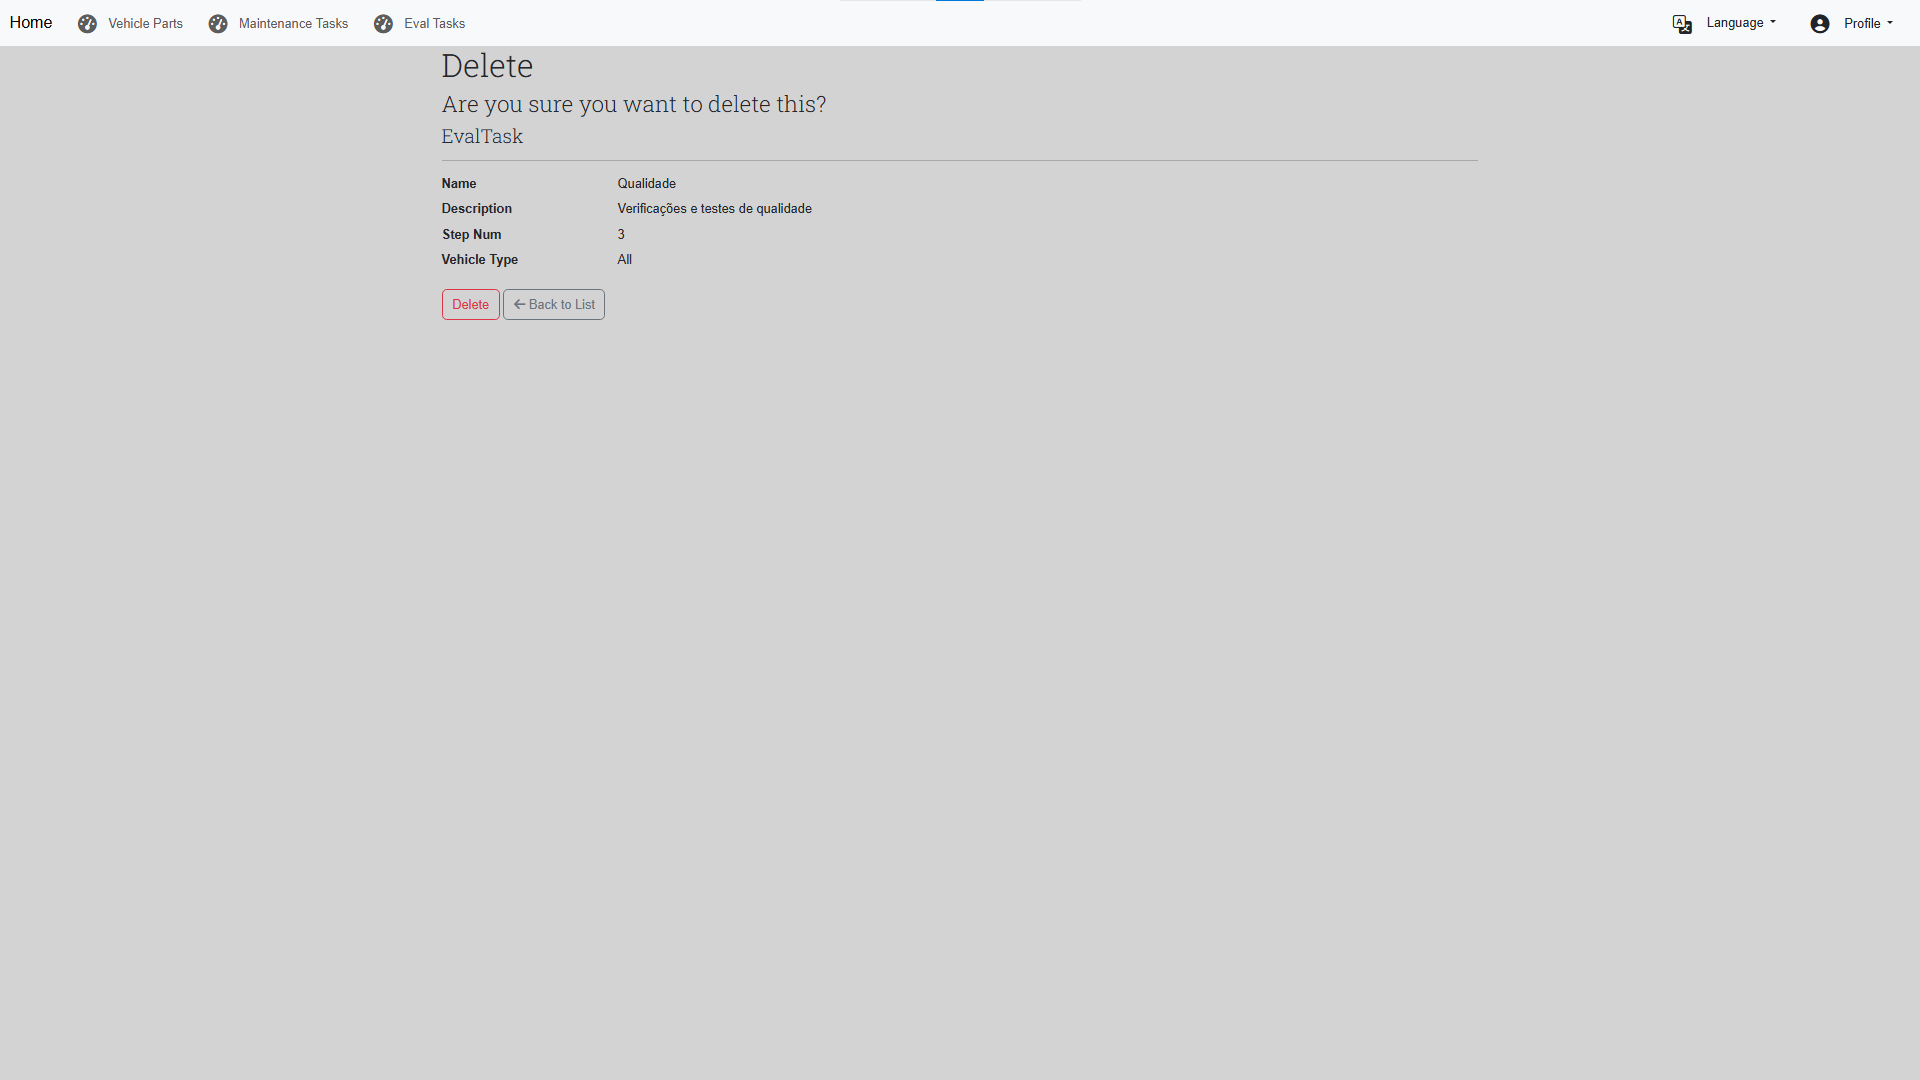 Home Vehicle Parts Maintenance Tasks Eval Tasks Language Profile
Delete
Are you sure you want to delete this?
EvalTask
Name Qualidade
Description Verificações e testes de qualidade
Step Num 3
Vehicle Type All
Delete Back to List